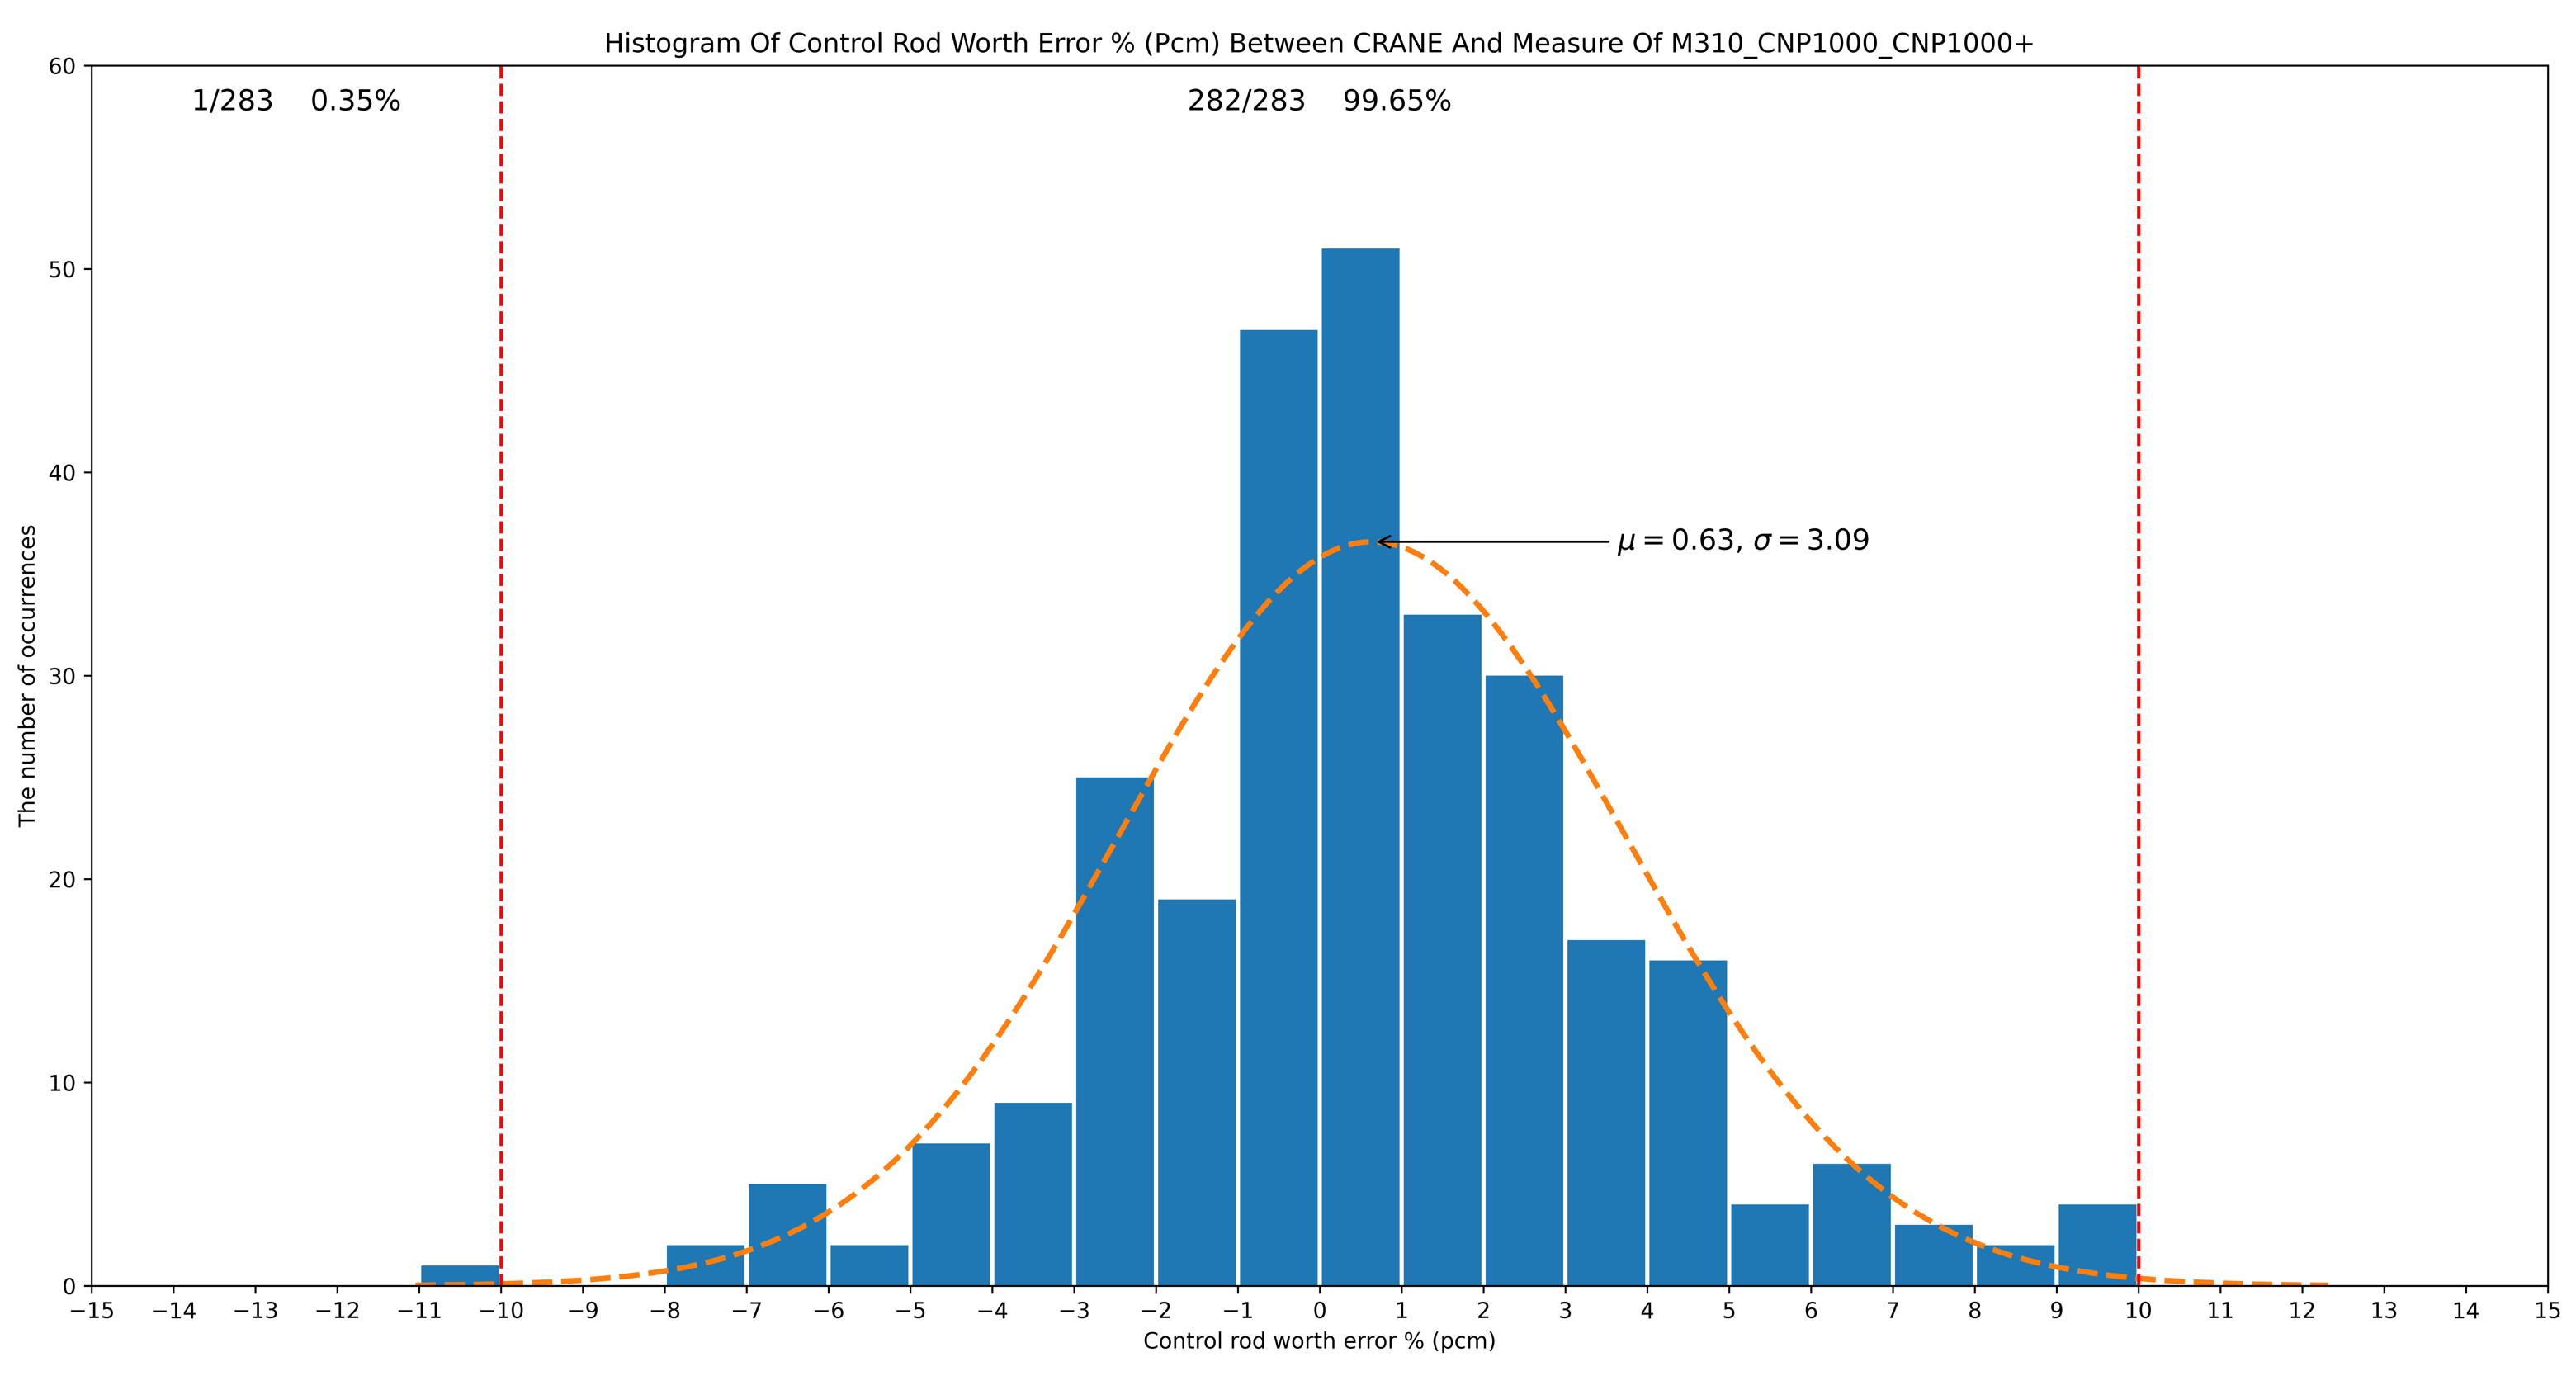 Histogram Of Control Rod Worth Error % (Pcm) Between CRANE And Measure Of M310_CNP1000_CNP1000+
1/283 0.35%
282/283 99.65%
μ = 0.63, σ = 3.09
The number of occurrences
60
50
40
30
20
10
0
−15 −14 −13 −12 −11 −10 −9 −8 −7 −6 −5 −4 −3 −2 −1 0 1 2 3 4 5 6 7 8 9 10 11 12 13 14 15
Control rod worth error % (pcm)